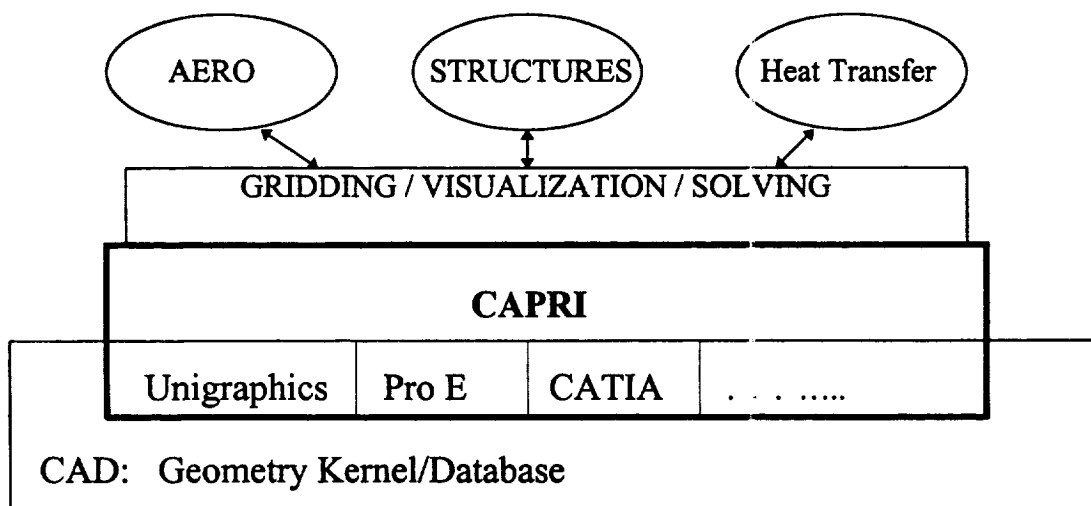 AERO STRUCTURES Heat Transfer
GRIDDING / VISUALIZATION / SOLVING
CAPRI
Unigraphics Pro E CATIA . . . .....
CAD: Geometry Kernel/Database